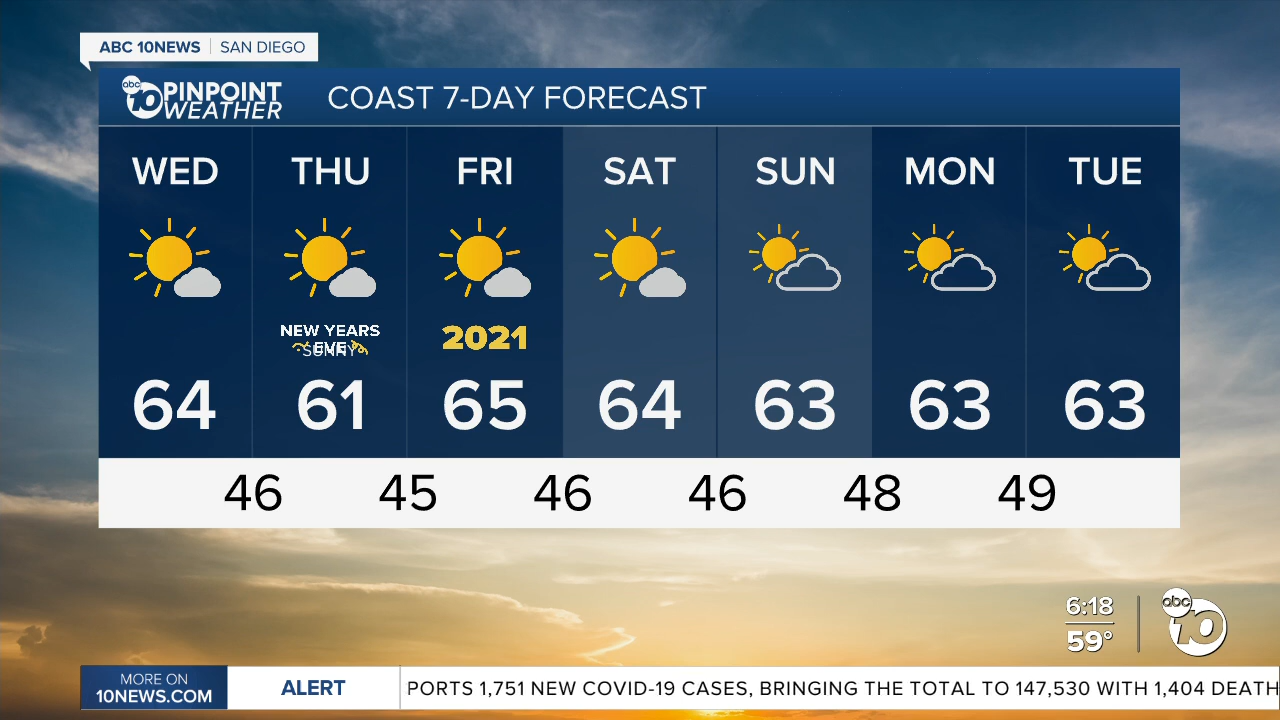 ABC 10NEWS | SAN DIEGO
abc 10 PINPOINT WEATHER
COAST 7-DAY FORECAST
WED THU FRI SAT SUN MON TUE
NEW YEARS
EVE
SUNNY
2021
64 61 65 64 63 63 63
46 45 46 46 48 49
6:18
59°
abc 10
MORE ON
10NEWS.COM
ALERT
PORTS 1,751 NEW COVID-19 CASES, BRINGING THE TOTAL TO 147,530 WITH 1,404 DEATH